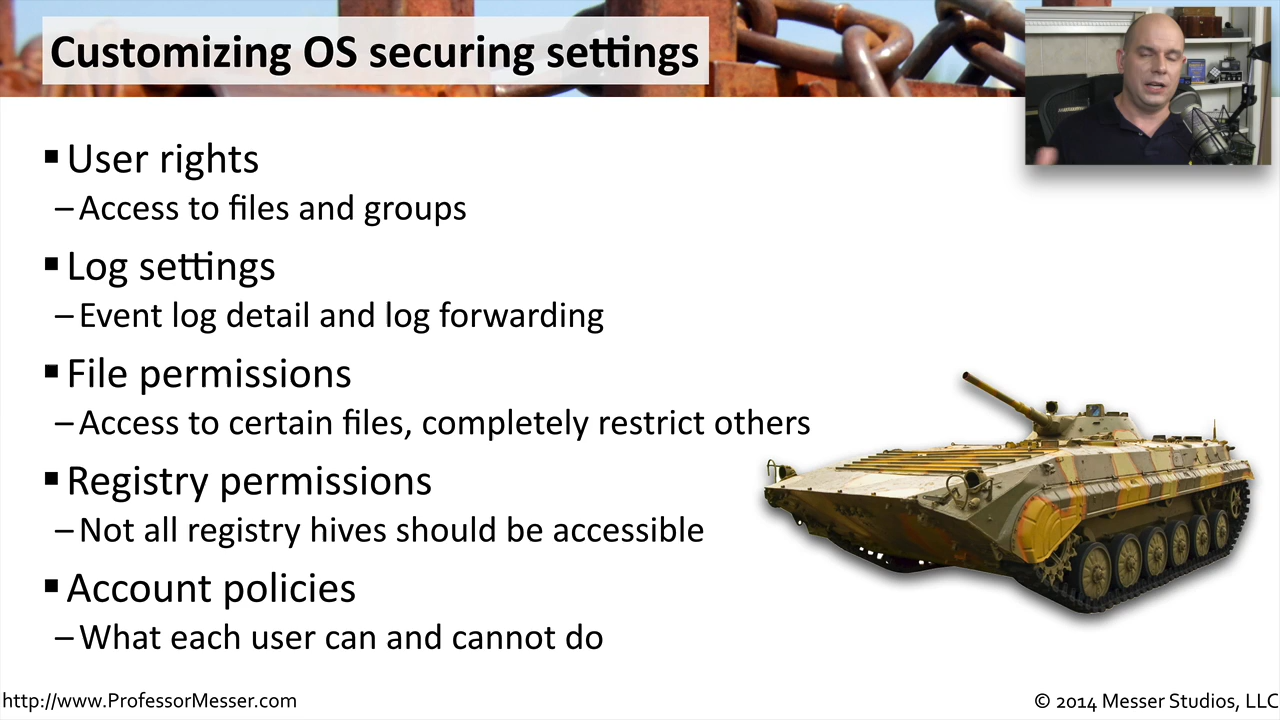 Customizing OS securing settings
▪ User rights
– Access to files and groups
▪ Log settings
– Event log detail and log forwarding
▪ File permissions
– Access to certain files, completely restrict others
▪ Registry permissions
– Not all registry hives should be accessible
▪ Account policies
– What each user can and cannot do
http://www.ProfessorMesser.com
© 2014 Messer Studios, LLC